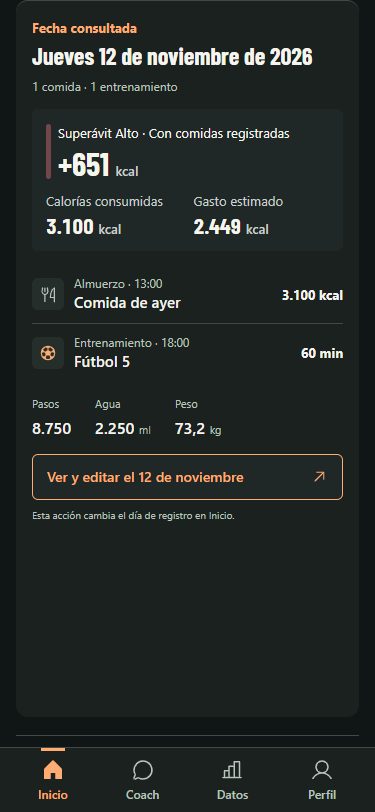 Fecha consultada
Jueves 12 de noviembre de 2026
1 comida · 1 entrenamiento
Superávit Alto · Con comidas registradas
+651 kcal
Calorías consumidas
3.100 kcal
Gasto estimado
2.449 kcal
Almuerzo · 13:00
Comida de ayer
3.100 kcal
Entrenamiento · 18:00
Fútbol 5
60 min
Pasos
8.750
Agua
2.250 ml
Peso
73,2 kg
Ver y editar el 12 de noviembre
Esta acción cambia el día de registro en Inicio.
Inicio
Coach
Datos
Perfil